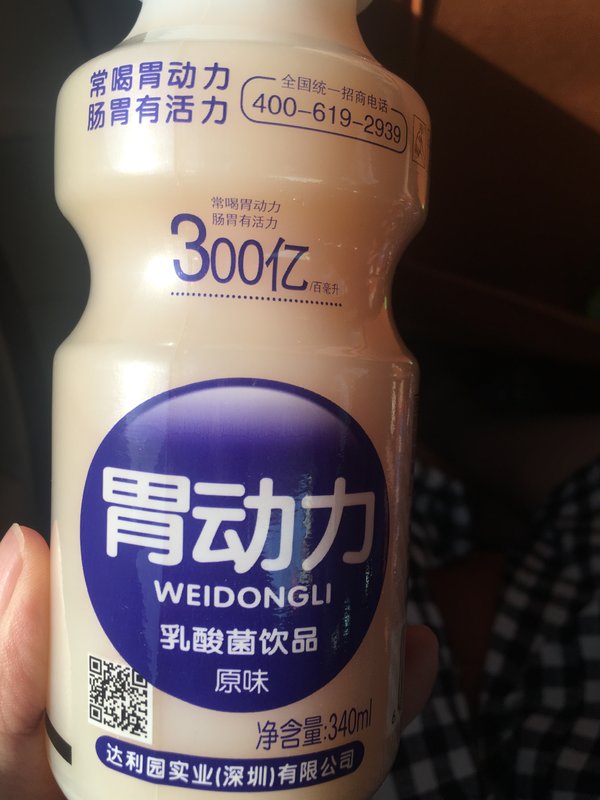 常喝胃动力
肠胃有活力
全国统一招商电话
400-619-2939
常喝胃动力
肠胃有活力
300亿/百毫升
胃动力
WEIDONGLI
乳酸菌饮品
原味
净含量:340ml
达利园实业(深圳)有限公司